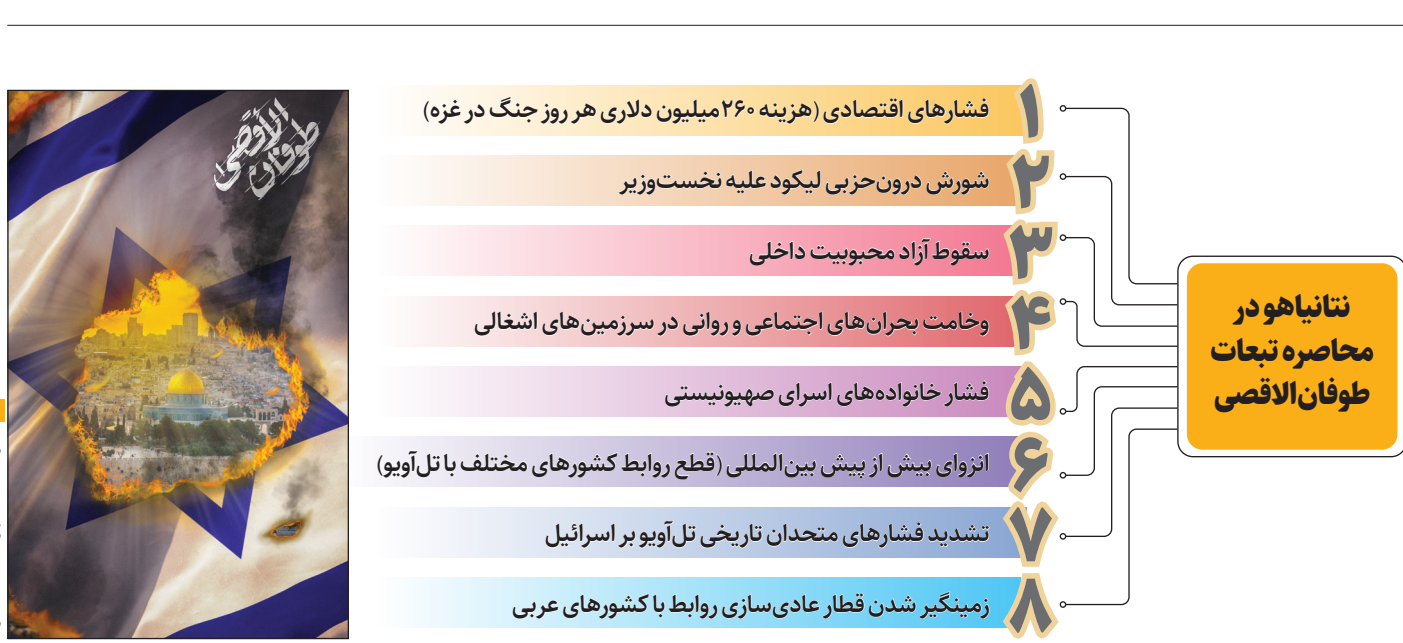 نتانیاهو در
محاصره تبعات
طوفان‌الاقصی
۱ فشارهای اقتصادی (هزینه ۲۶۰ میلیون دلاری هر روز جنگ در غزه)
۲ شورش درون‌حزبی لیکود علیه نخست‌وزیر
۳ سقوط آزاد محبوبیت داخلی
۴ وخامت بحران‌های اجتماعی و روانی در سرزمین‌های اشغالی
۵ فشار خانواده‌های اسرای صهیونیستی
۶ انزوای بیش از پیش بین‌المللی (قطع روابط کشورهای مختلف با تل‌آویو)
۷ تشدید فشارهای متحدان تاریخی تل‌آویو بر اسرائیل
۸ زمینگیر شدن قطار عادی‌سازی روابط با کشورهای عربی
طوفان الأقصى